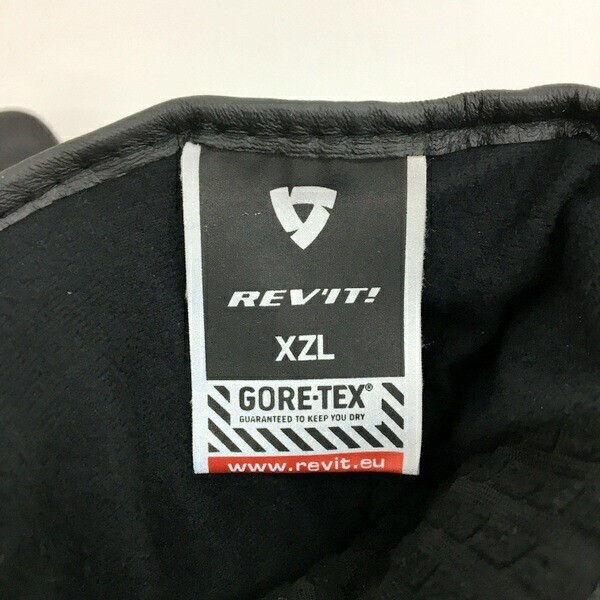 REV'IT!
XZL
GORE-TEX®
GUARANTEED TO KEEP YOU DRY
www.revit.eu